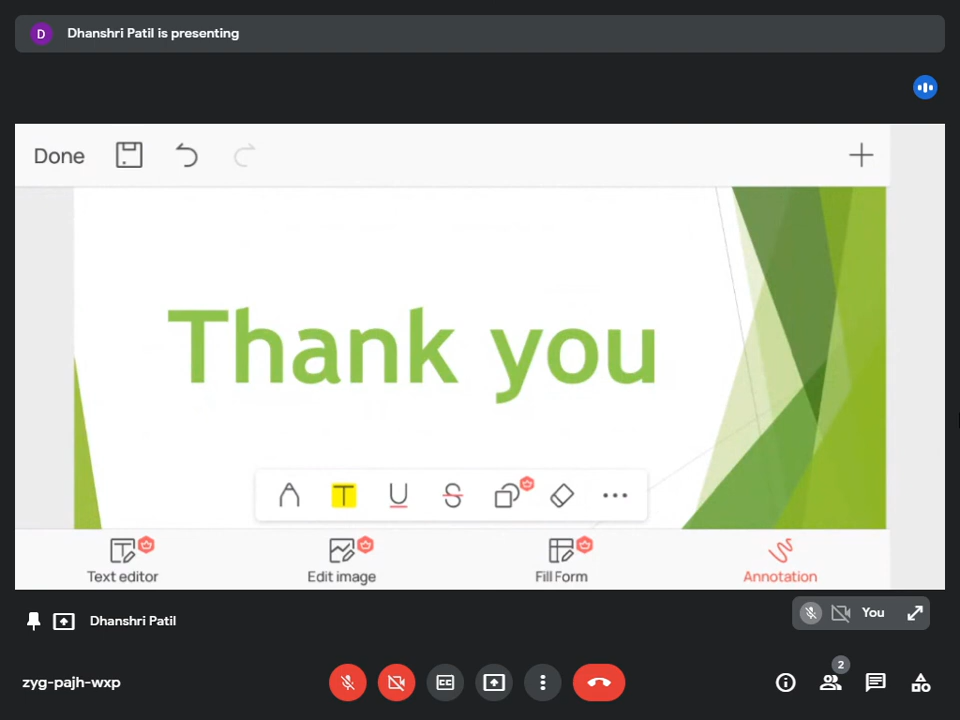 D Dhanshri Patil is presenting
Done
Thank you
T U S
Text editor Edit image Fill Form Annotation
Dhanshri Patil
You
zyg-pajh-wxp
CC
2